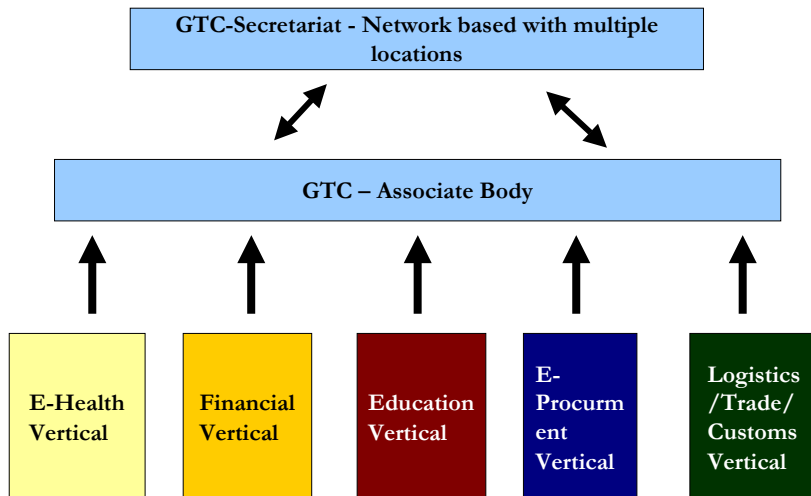 GTC-Secretariat - Network based with multiple
locations
GTC – Associate Body
E-Health
Vertical
Financial
Vertical
Education
Vertical
E-
Procurm
ent
Vertical
Logistics
/Trade/
Customs
Vertical